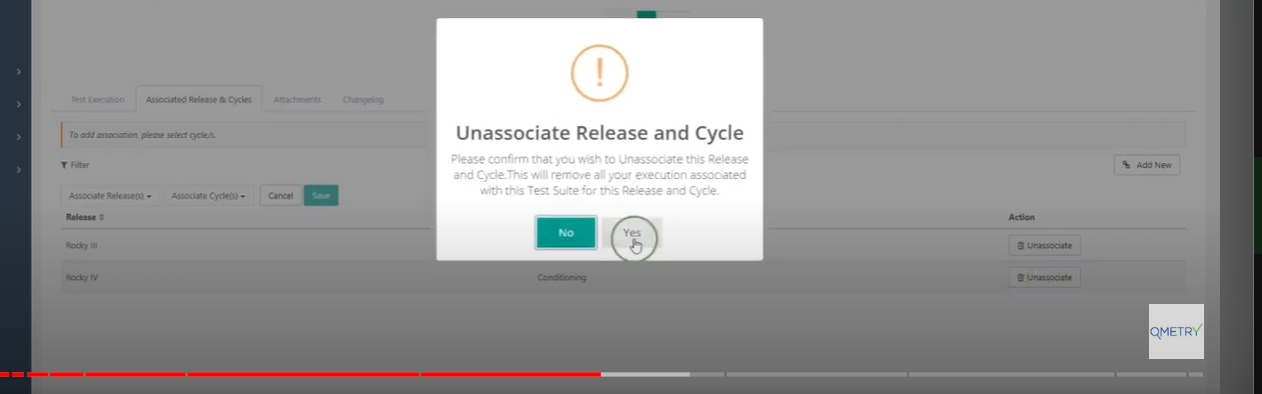 Unassociate Release and Cycle
Please confirm that you wish to Unassociate this Release
and Cycle.This will remove all your execution associated
with this Test Suite for this Release and Cycle.
No
Yes
Test Execution
Associated Release & Cycles
Attachments
Changelog
To add association, please select cycle/s.
Filter
Add New
Associate Release(s)
Associate Cycle(s)
Cancel
Save
Release
Action
Rocky III
Unassociate
Rocky IV
Conditioning
Unassociate
QMETRY